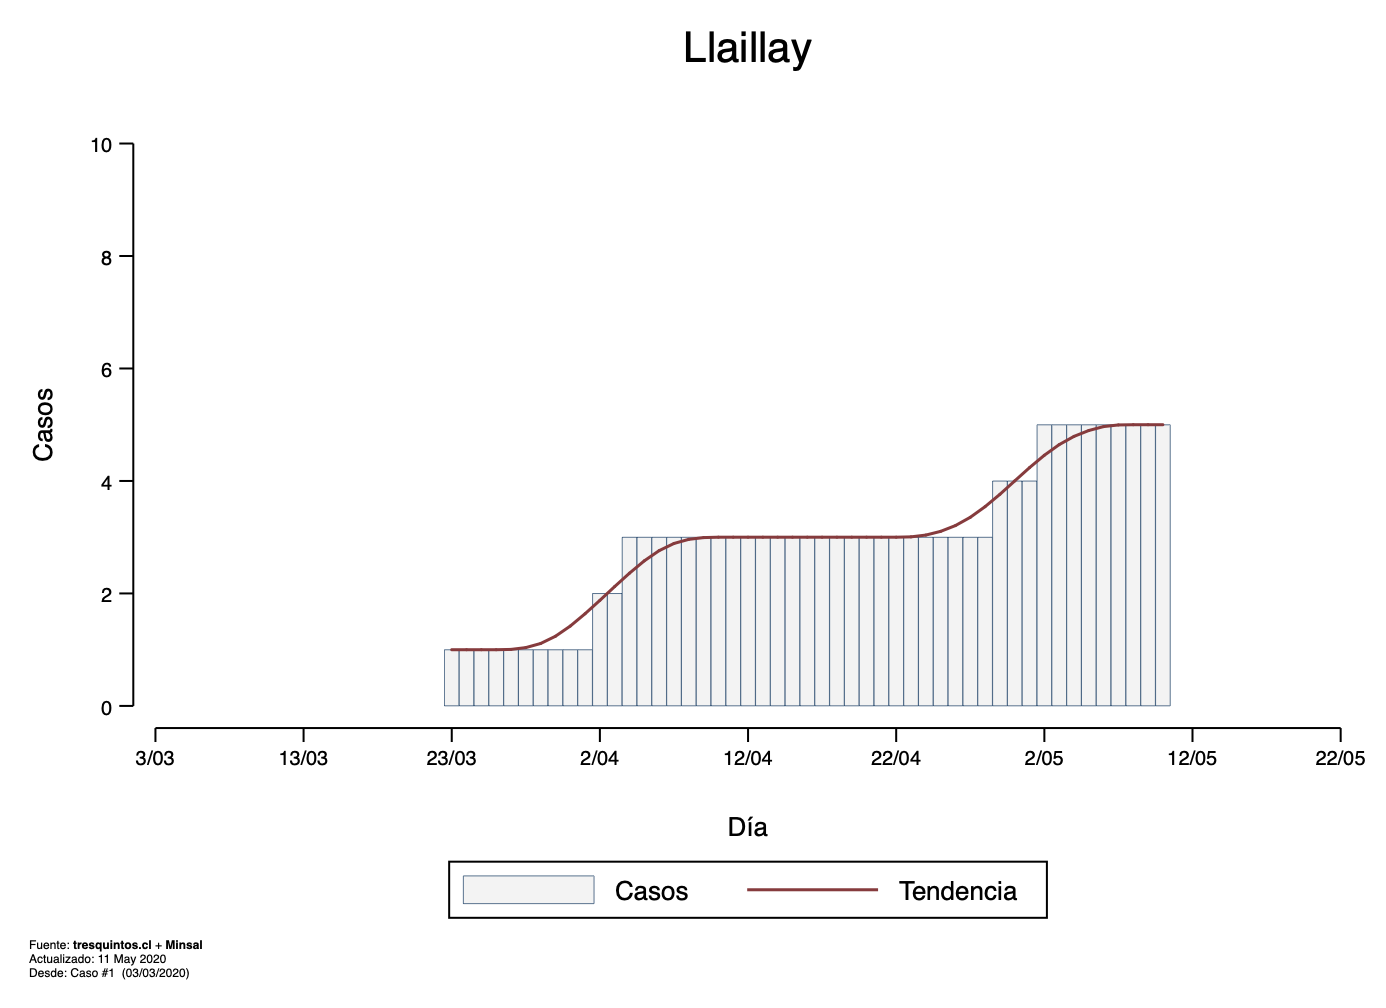 Llaillay
10
8
6
4
2
0
Casos
3/03 13/03 23/03 2/04 12/04 22/04 2/05 12/05 22/05
Día
Casos Tendencia
Fuente: tresquintos.cl + Minsal
Actualizado: 11 May 2020
Desde: Caso #1 (03/03/2020)